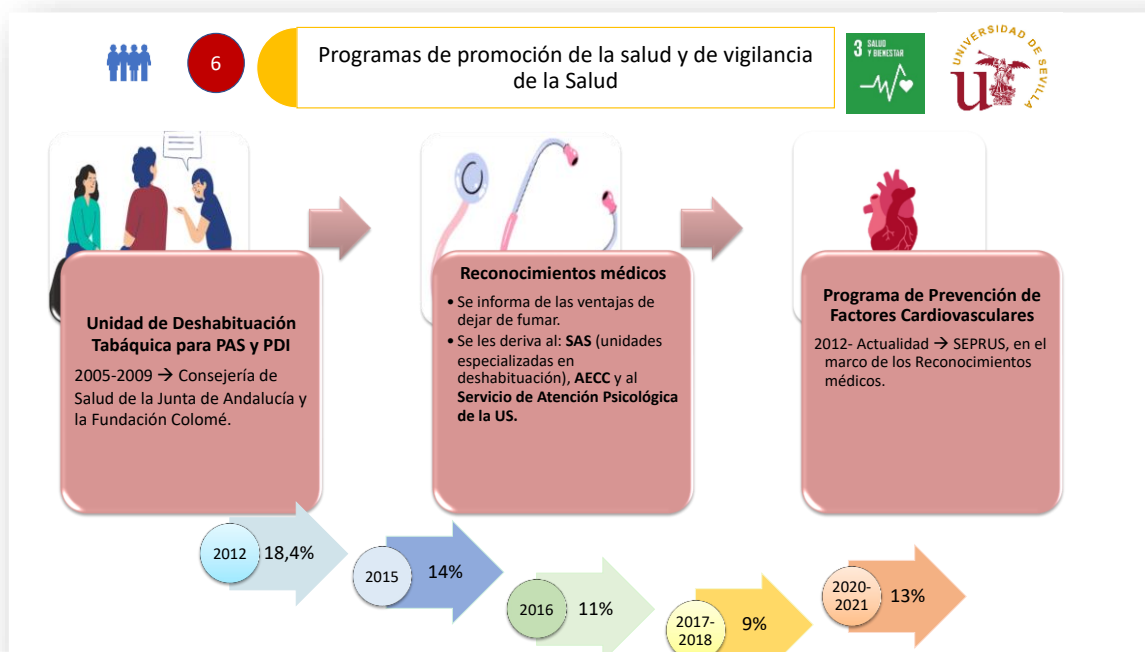 6
Programas de promoción de la salud y de vigilancia
de la Salud
3 SALUD
Y BIENESTAR
UNIVERSIDAD DE SEVILLA
Unidad de Deshabituación
Tabáquica para PAS y PDI
2005-2009 → Consejería de
Salud de la Junta de Andalucía y
la Fundación Colomé.
Reconocimientos médicos
• Se informa de las ventajas de
dejar de fumar.
• Se les deriva al: SAS (unidades
especializadas en
deshabituación), AECC y al
Servicio de Atención Psicológica
de la US.
Programa de Prevención de
Factores Cardiovasculares
2012- Actualidad → SEPRUS, en el
marco de los Reconocimientos
médicos.
2012 18,4%
2015 14%
2016 11%
2017-
2018 9%
2020-
2021 13%